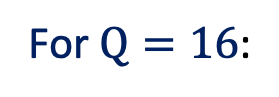 For Q = 16: